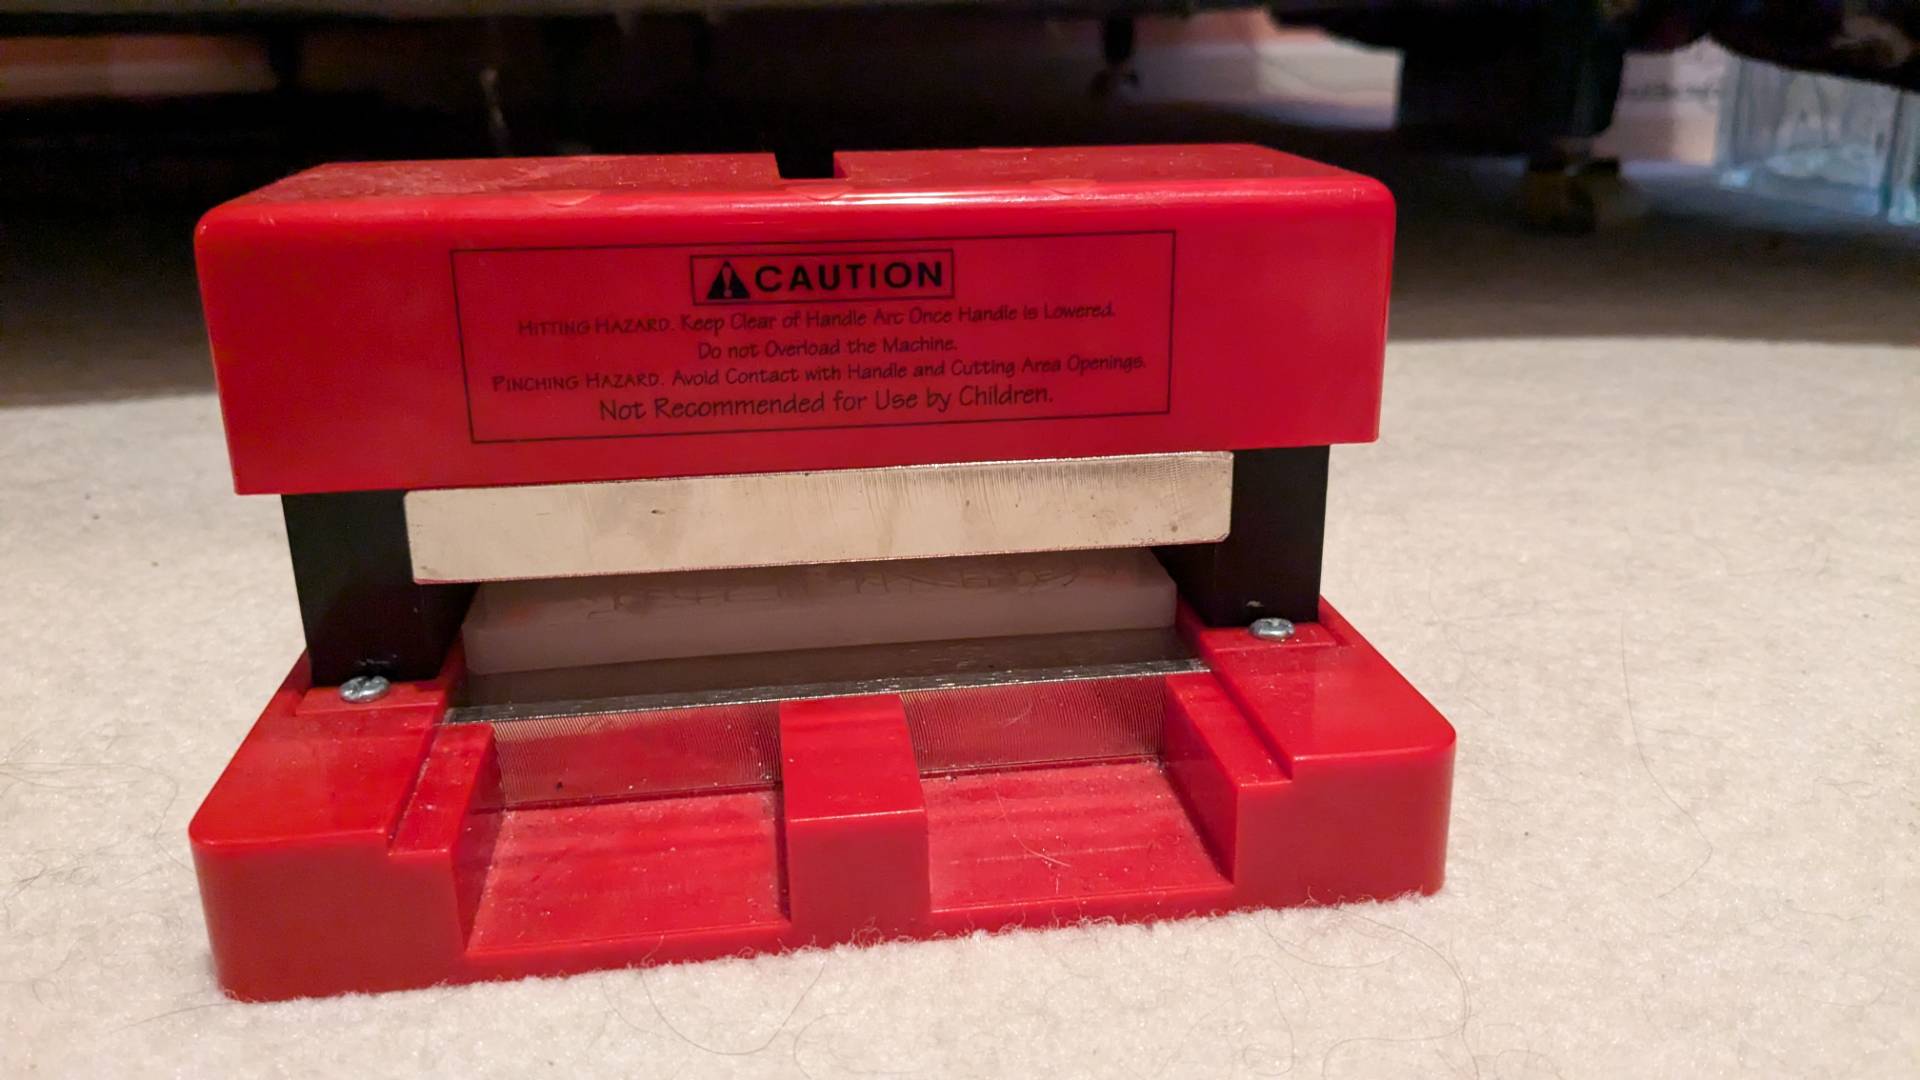 CAUTION
HITTING HAZARD. Keep Clear of Handle Arc Once Handle is Lowered.
Do not Overload the Machine.
PINCHING HAZARD. Avoid Contact with Handle and Cutting Area Openings.
Not Recommended for Use by Children.